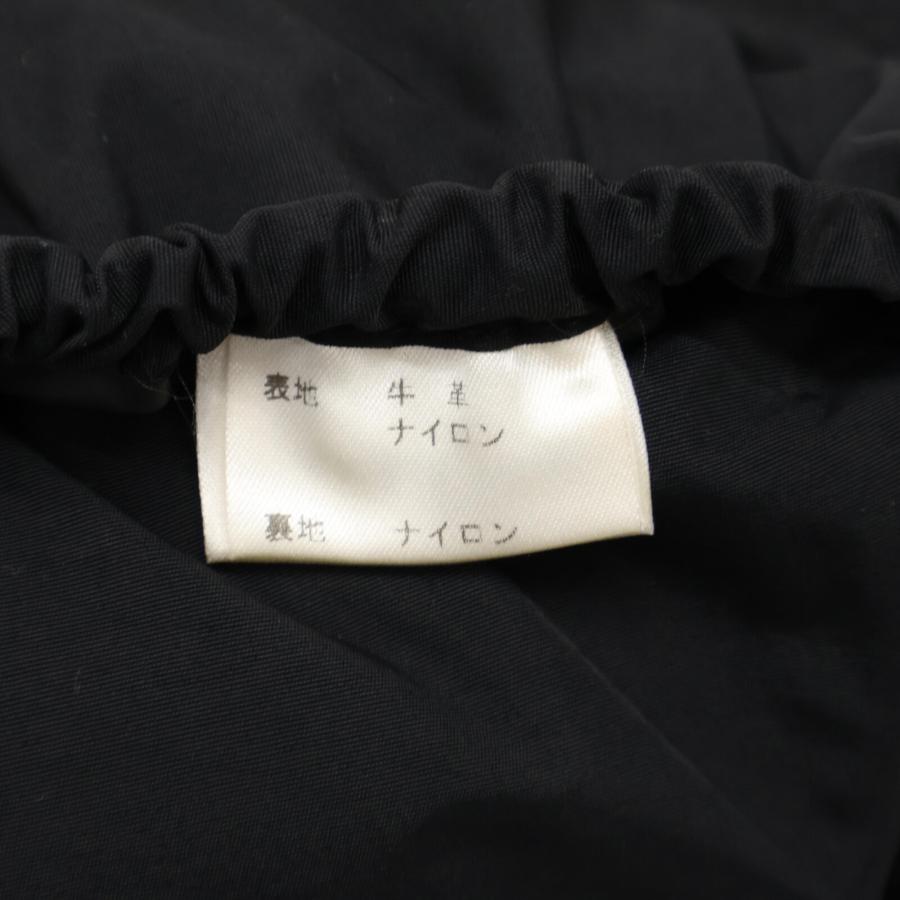 表地 牛革
ナイロン
裏地 ナイロン